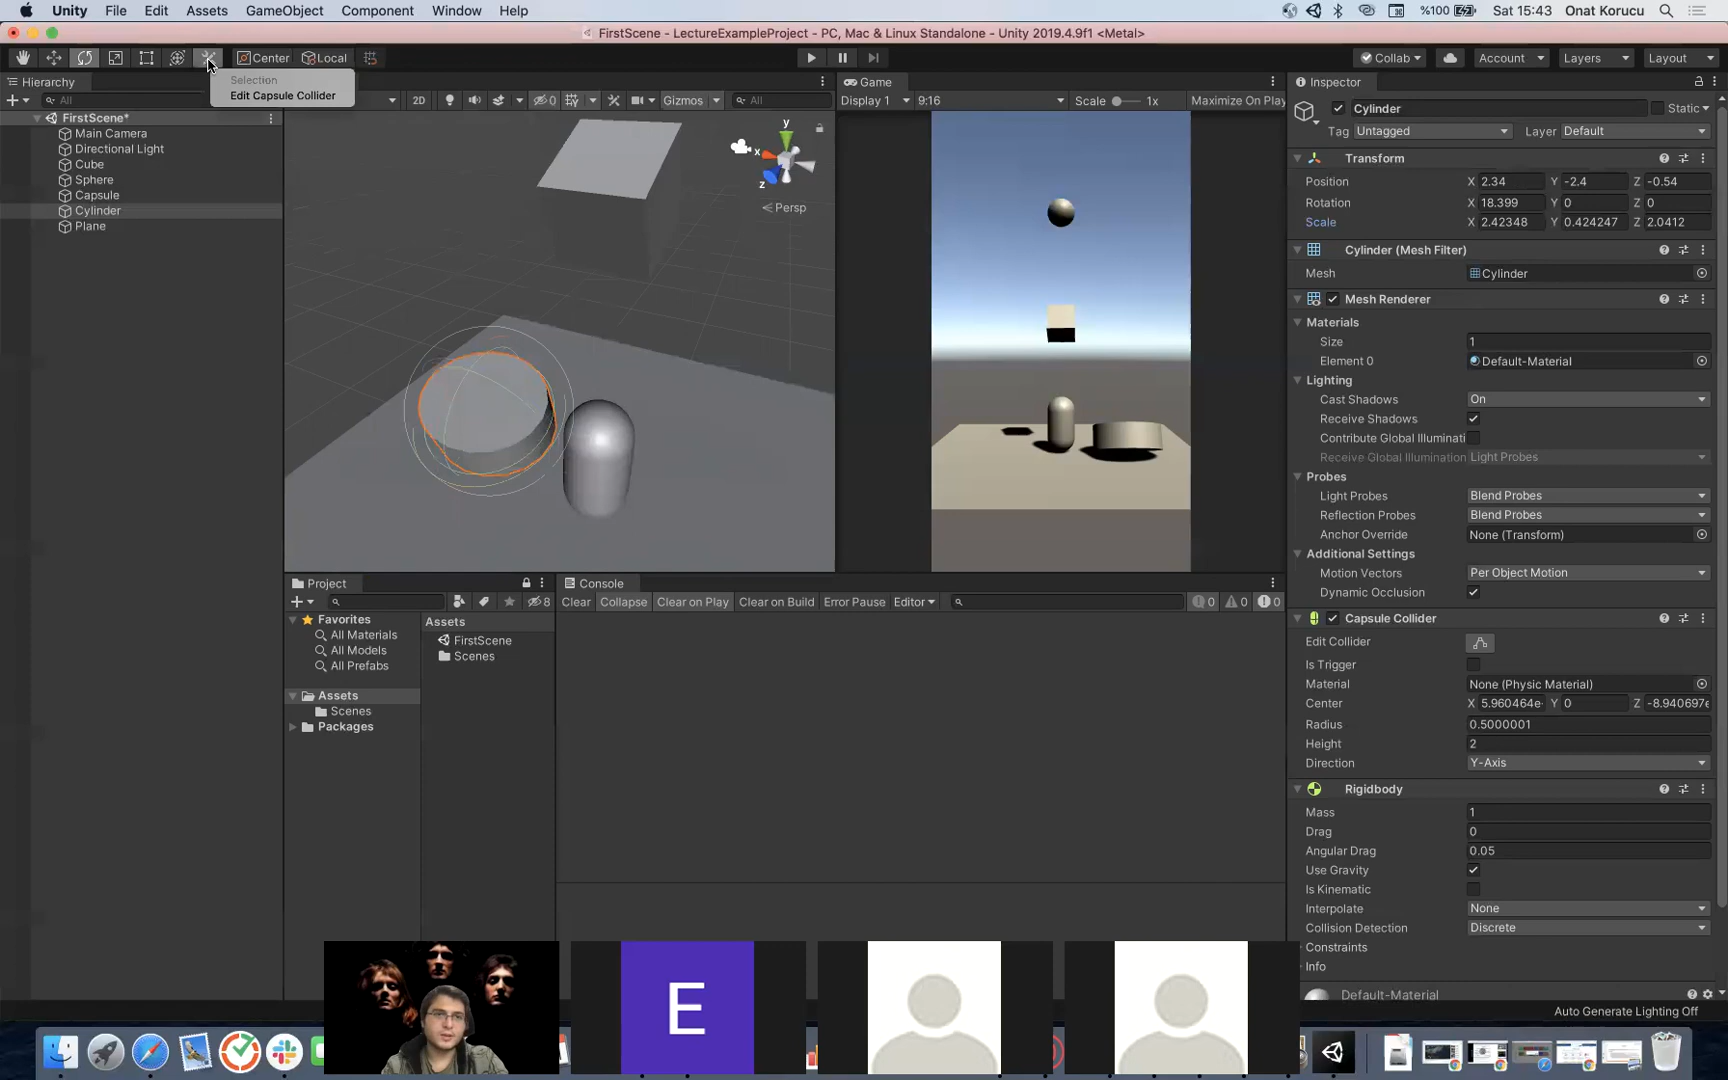 Unity File Edit Assets GameObject Component Window Help
%100 Sat 15:43 Onat Korucu
FirstScene - LectureExampleProject - PC, Mac & Linux Standalone - Unity 2019.4.9f1 <Metal>
Center Local
Collab Account Layers Layout
Selection
Edit Capsule Collider
Hierarchy
All
FirstScene*
Main Camera
Directional Light
Cube
Sphere
Capsule
Cylinder
Plane
2D 0 Gizmos All
y
x
z
Persp
Game
Display 1 9:16 Scale 1x Maximize On Play
Project
8
Favorites
All Materials
All Models
All Prefabs
Assets
Scenes
Packages
Assets
FirstScene
Scenes
Console
Clear Collapse Clear on Play Clear on Build Error Pause Editor 0 0 0
Inspector
Cylinder Static
Tag Untagged Layer Default
Transform
Position X 2.34 Y -2.4 Z -0.54
Rotation X 18.399 Y 0 Z 0
Scale X 2.42348 Y 0.424247 Z 2.0412
Cylinder (Mesh Filter)
Mesh Cylinder
Mesh Renderer
Materials
Size 1
Element 0 Default-Material
Lighting
Cast Shadows On
Receive Shadows
Contribute Global Illuminati
Receive Global Illumination Light Probes
Probes
Light Probes Blend Probes
Reflection Probes Blend Probes
Anchor Override None (Transform)
Additional Settings
Motion Vectors Per Object Motion
Dynamic Occlusion
Capsule Collider
Edit Collider
Is Trigger
Material None (Physic Material)
Center X 5.960464e- Y 0 Z -8.940697e
Radius 0.5000001
Height 2
Direction Y-Axis
Rigidbody
Mass 1
Drag 0
Angular Drag 0.05
Use Gravity
Is Kinematic
Interpolate None
Collision Detection Discrete
Constraints
Info
Default-Material
Auto Generate Lighting Off
E